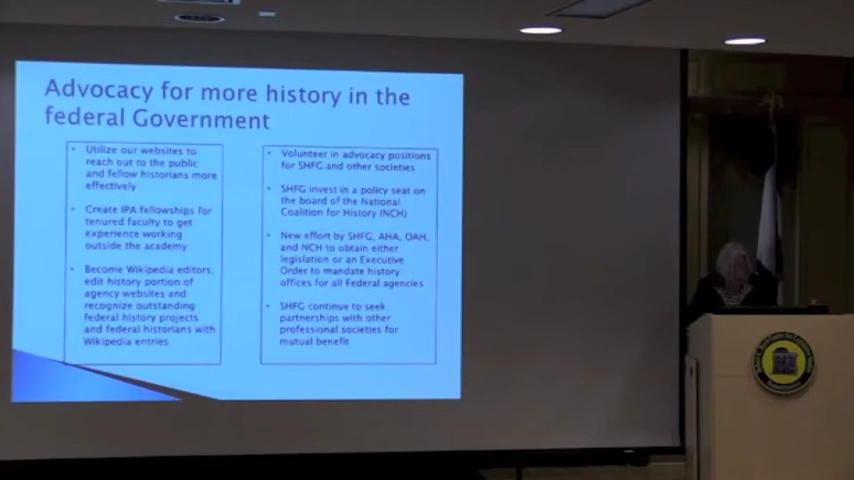 Advocacy for more history in the
federal Government
Utilize our websites to
reach out to the public
and fellow historians more
effectively
Create IPA fellowships for
tenured faculty to get
experience working
outside the academy
Become Wikipedia editors;
edit history portion of
agency websites and
recognize outstanding
federal history projects
and federal historians with
Wikipedia entries
Volunteer in advocacy positions
for SHFG and other societies
SHFG invest in a policy seat on
the board of the National
Coalition for History (NCH)
New effort by SHFG, AHA, OAH,
and NCH to obtain either
legislation or an Executive
Order to mandate history
offices for all Federal agencies
SHFG continue to seek
partnerships with other
professional societies for
mutual benefit